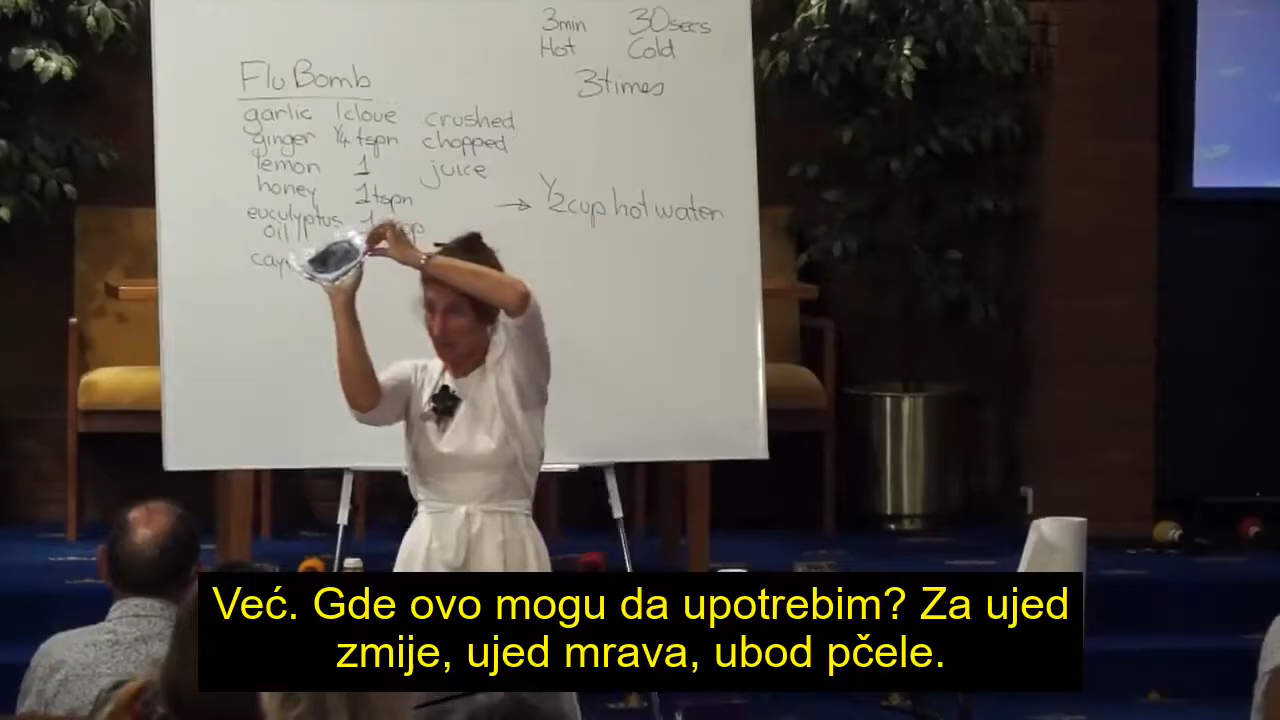 3min 30secs
Hot Cold
3times
Flu Bomb
garlic 1clove crushed
ginger 1/4 tspn chopped
lemon 1 juice
honey 1tspn
→ 1/2cup hot water
euculyptus 1
oil
Već. Gde ovo mogu da upotrebim? Za ujed
zmije, ujed mrava, ubod pčele.